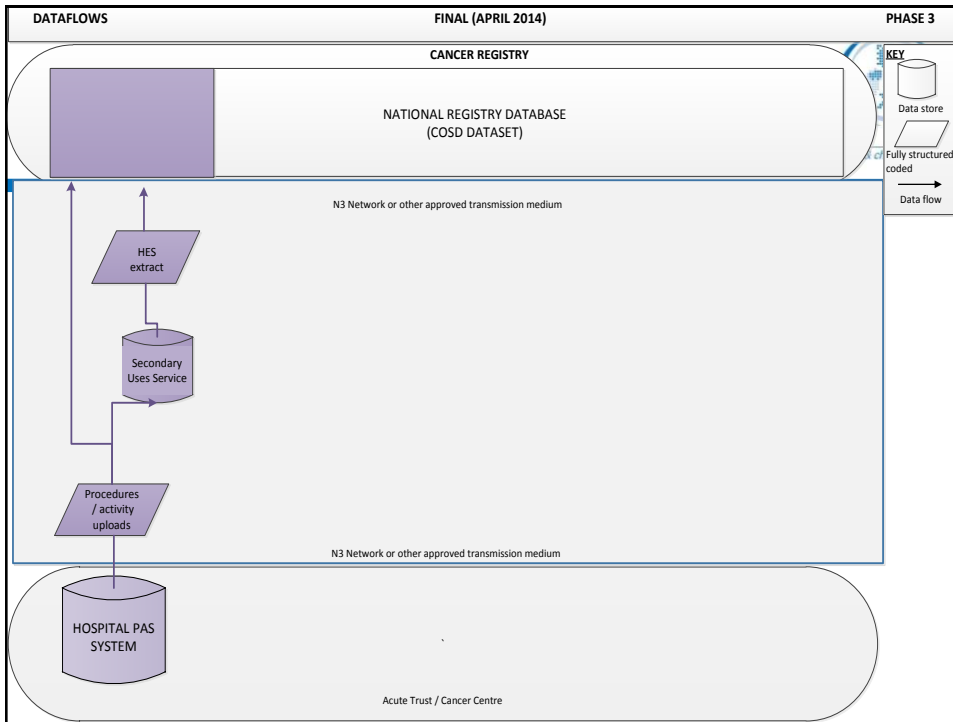 DATAFLOWS
FINAL (APRIL 2014)
PHASE 3
CANCER REGISTRY
NATIONAL REGISTRY DATABASE
(COSD DATASET)
KEY
Data store
Fully structured
coded
Data flow
N3 Network or other approved transmission medium
HES
extract
Secondary
Uses Service
Procedures
/ activity
uploads
N3 Network or other approved transmission medium
HOSPITAL PAS
SYSTEM
`
Acute Trust / Cancer Centre